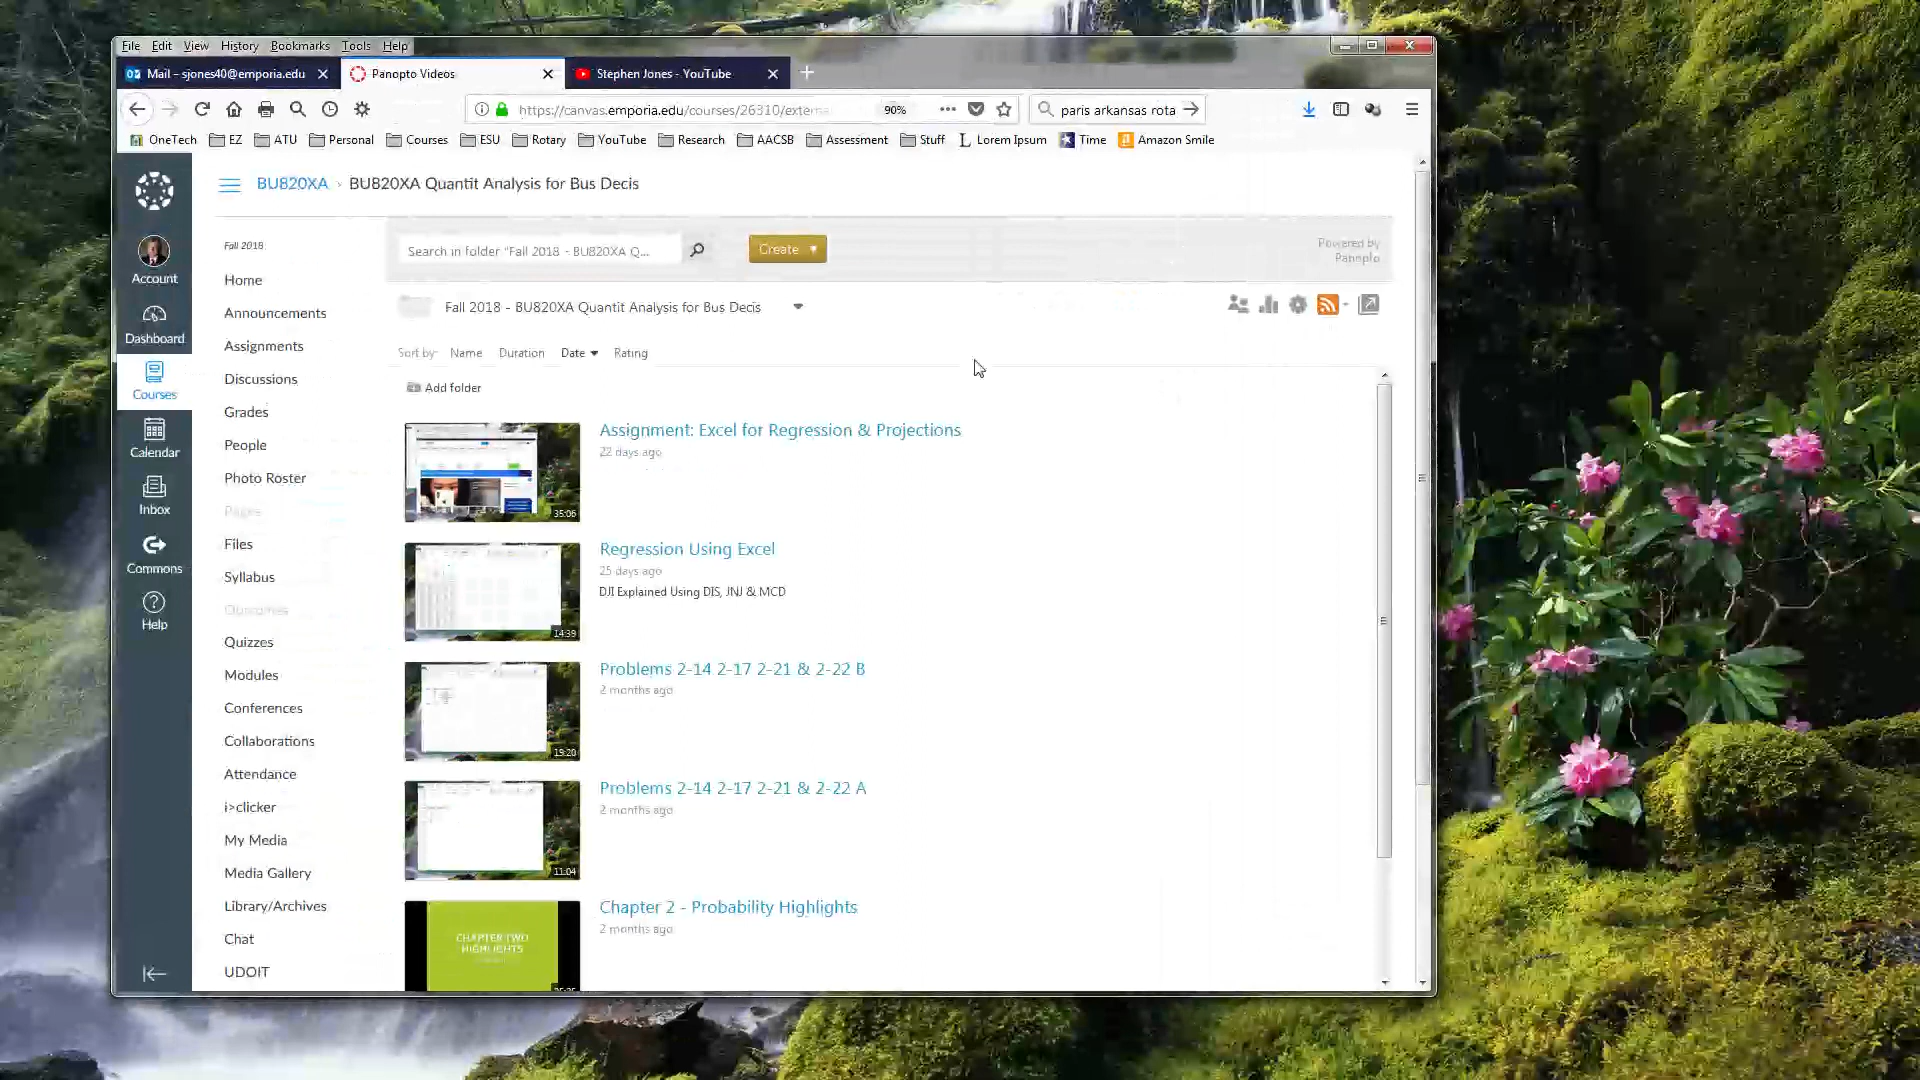 File Edit View History Bookmarks Tools Help
Mail – sjones40@emporia.edu
Panopto Videos
Stephen Jones - YouTube
https://canvas.emporia.edu/courses/26310/externa
90%
paris arkansas rota
OneTech EZ ATU Personal Courses ESU Rotary YouTube Research AACSB Assessment Stuff Lorem Ipsum Time Amazon Smile
BU820XA › BU820XA Quantit Analysis for Bus Decis
Account
Dashboard
Courses
Calendar
Inbox
Commons
Help
Fall 2018
Home
Announcements
Assignments
Discussions
Grades
People
Photo Roster
Pages
Files
Syllabus
Outcomes
Quizzes
Modules
Conferences
Collaborations
Attendance
i>clicker
My Media
Media Gallery
Library/Archives
Chat
UDOIT
Search in folder "Fall 2018 - BU820XA Q...
Create
Powered by
Panopto
Fall 2018 - BU820XA Quantit Analysis for Bus Decis
Sort by: Name Duration Date Rating
Add folder
Assignment: Excel for Regression & Projections
22 days ago
35:06
Regression Using Excel
25 days ago
DJI Explained Using DIS, JNJ & MCD
14:39
Problems 2-14 2-17 2-21 & 2-22 B
2 months ago
19:20
Problems 2-14 2-17 2-21 & 2-22 A
2 months ago
11:04
Chapter 2 - Probability Highlights
2 months ago
CHAPTER TWO
HIGHLIGHTS